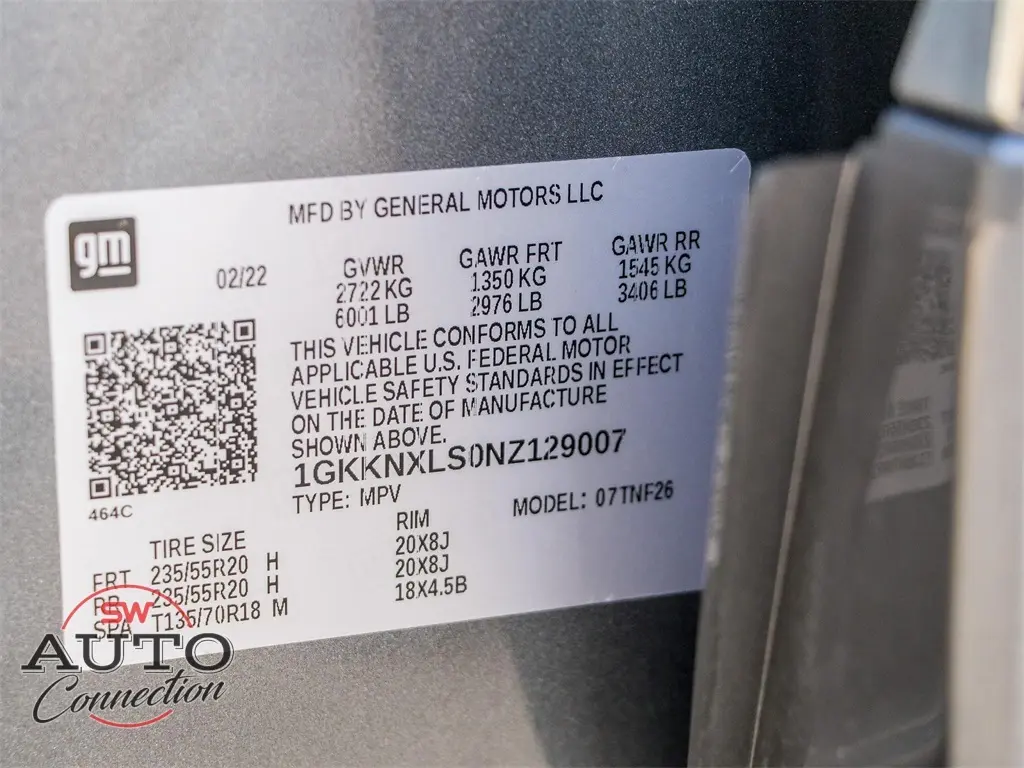 MFD BY GENERAL MOTORS LLC
gm
02/22
GVWR GAWR FRT GAWR RR
2722 KG 1350 KG 1545 KG
6001 LB 2976 LB 3406 LB
THIS VEHICLE CONFORMS TO ALL
APPLICABLE U.S. FEDERAL MOTOR
VEHICLE SAFETY STANDARDS IN EFFECT
ON THE DATE OF MANUFACTURE
SHOWN ABOVE.
1GKKNXLS0NZ129007
TYPE: MPV MODEL: 07TNF26
464C
TIRE SIZE RIM
FRT 235/55R20 H 20X8J
RR 235/55R20 H 20X8J
SPA T135/70R18 M 18X4.5B
SW
AUTO
Connection